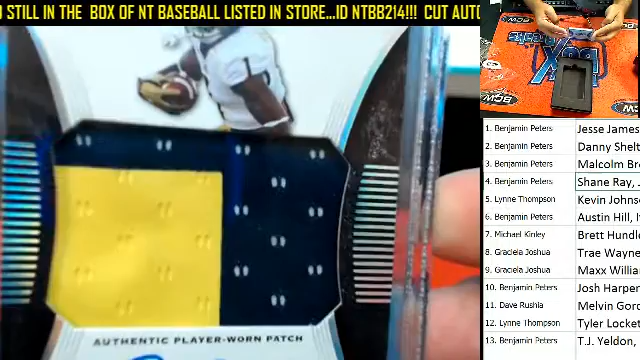 STILL IN THE BOX OF NT BASEBALL LISTED IN STORE...ID NTBB214!!! CUT AUTO
BCW
BCW
AUTHENTIC PLAYER-WORN PATCH
1. Benjamin Peters Jesse James
2. Benjamin Peters Danny Shelt
3. Benjamin Peters Malcolm Br
4. Benjamin Peters Shane Ray, J
5. Lynne Thompson Kevin Johns
6. Benjamin Peters Austin Hill, I
7. Michael Kinley Brett Hundl
8. Graciela Joshua Trae Wayne
9. Graciela Joshua Maxx Willia
10. Benjamin Peters Josh Harper
11. Dave Rushia Melvin Gor
12. Lynne Thompson Tyler Locket
13. Benjamin Peters T.J. Yeldon,